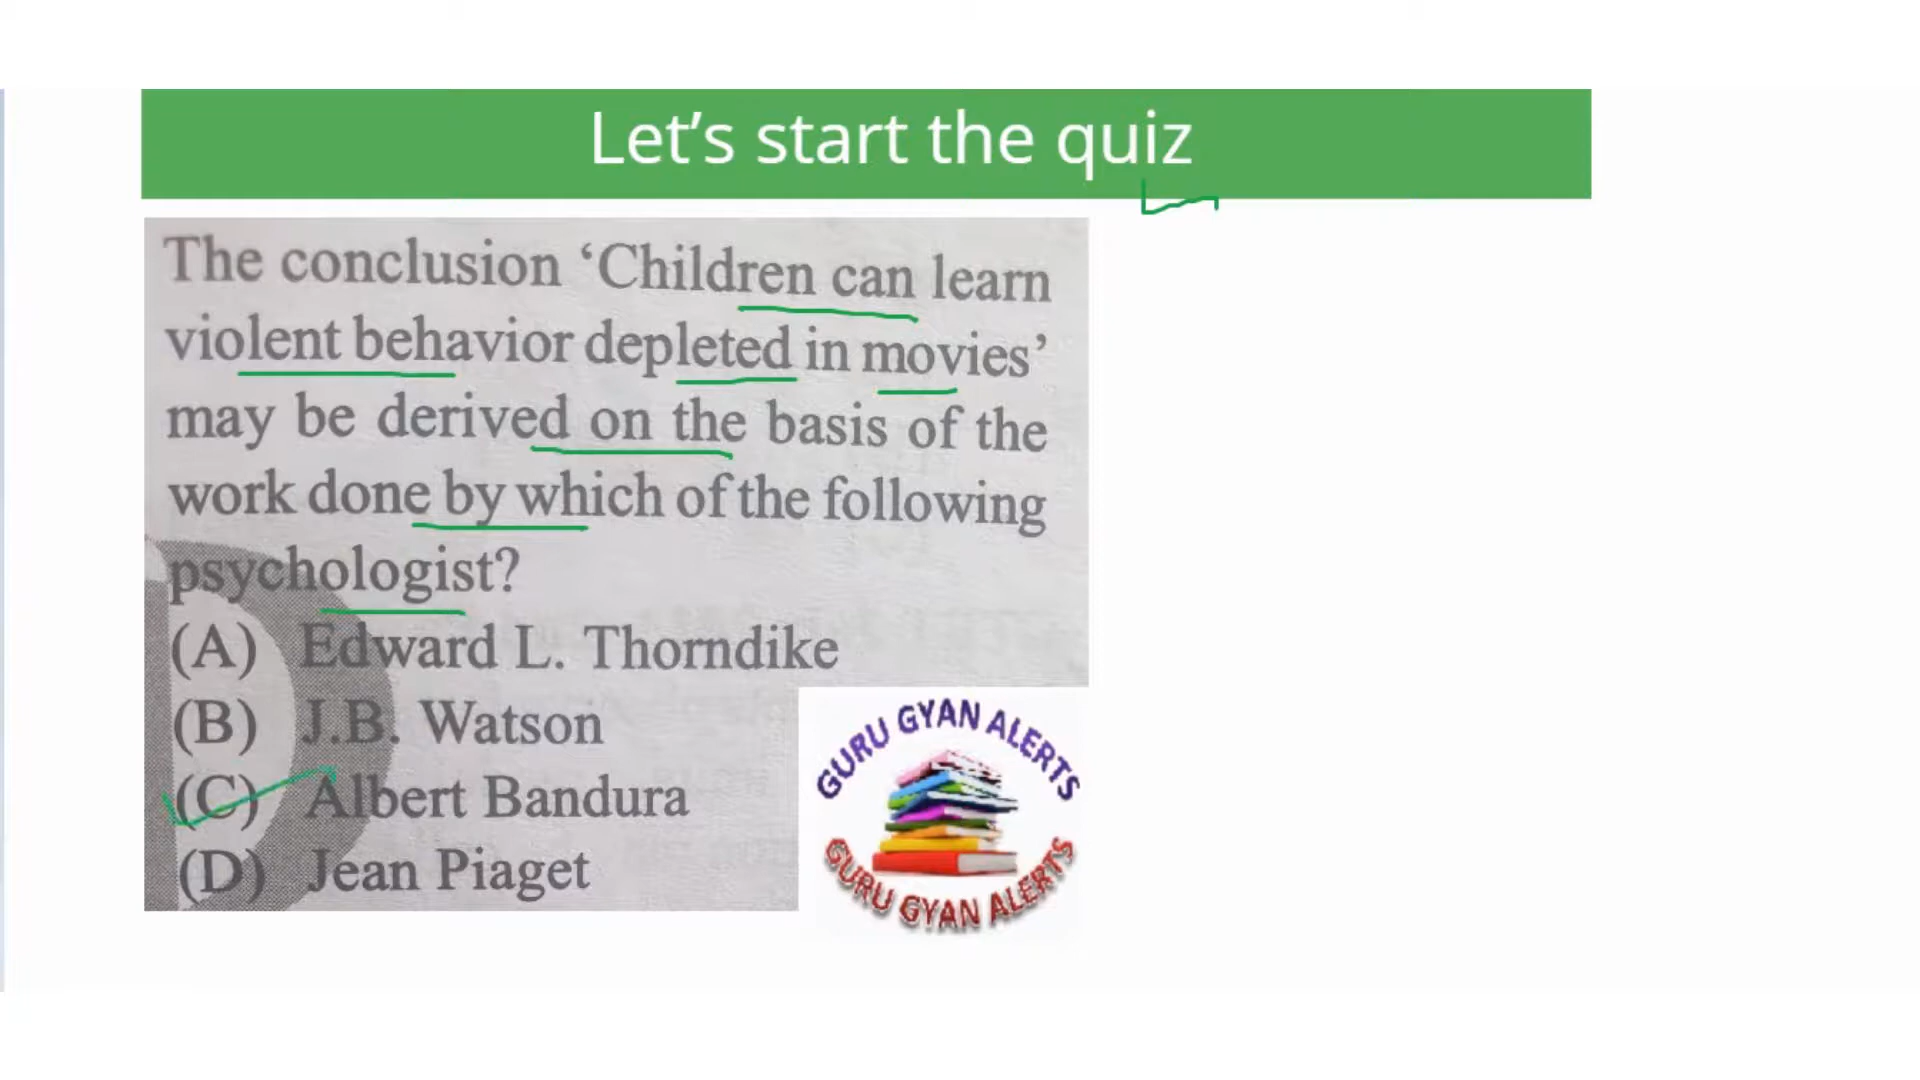 Let’s start the quiz
The conclusion ‘Children can learn
violent behavior depleted in movies’
may be derived on the basis of the
work done by which of the following
psychologist?
(A) Edward L. Thorndike
(B) J.B. Watson
(C) Albert Bandura
(D) Jean Piaget
GURU GYAN ALERTS
GURU GYAN ALERTS